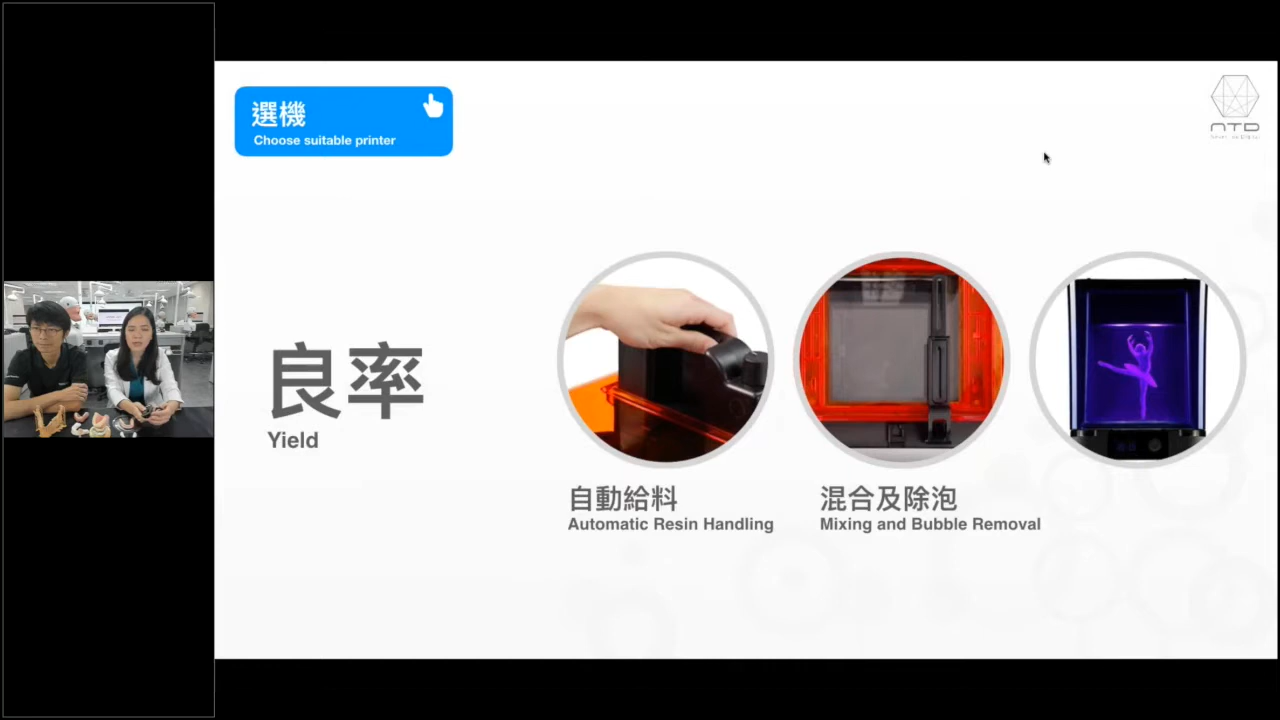 選機
Choose suitable printer
NTD
良率
Yield
自動給料
Automatic Resin Handling
混合及除泡
Mixing and Bubble Removal